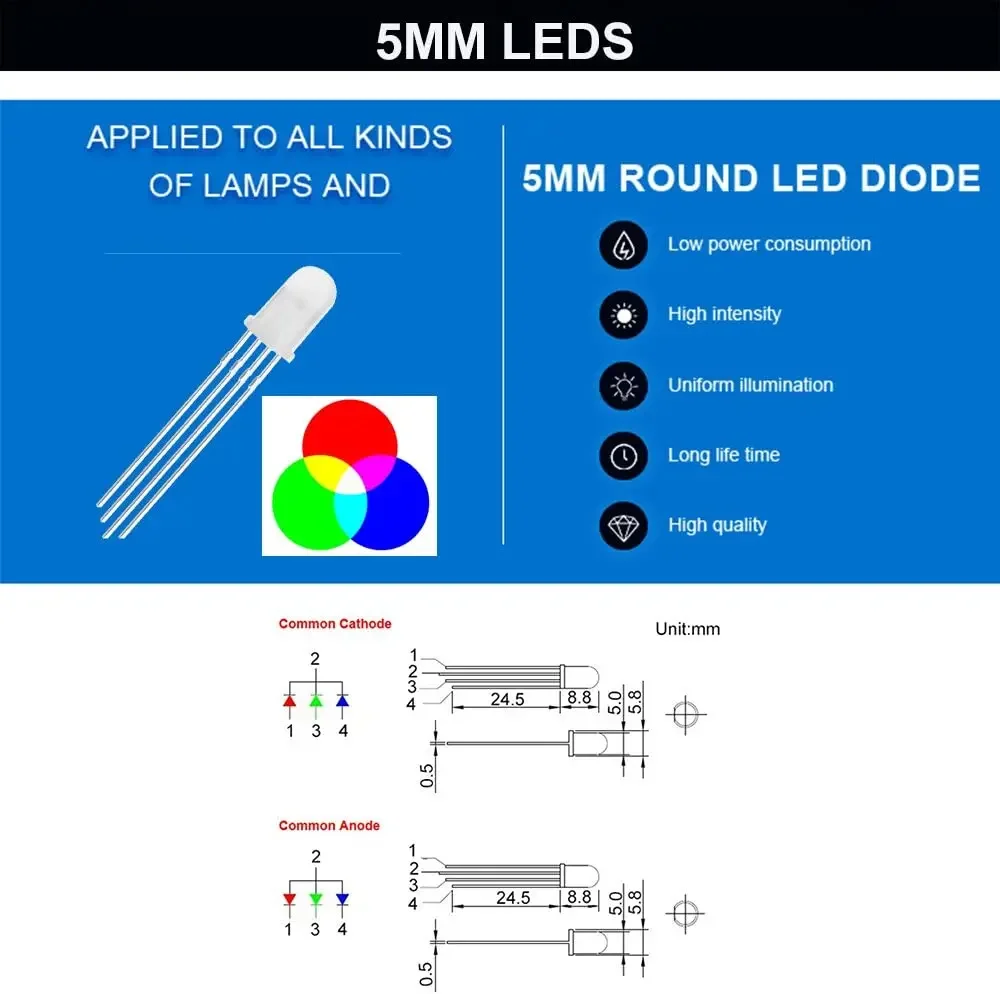 5MM LEDS
APPLIED TO ALL KINDS
OF LAMPS AND
5MM ROUND LED DIODE
Low power consumption
High intensity
Uniform illumination
Long life time
High quality
Common Cathode
Unit:mm
2
1 3 4
1
2
3
4
24.5
8.8
5.0
5.8
0.5
Common Anode
2
1 3 4
1
2
3
4
24.5
8.8
5.0
5.8
0.5